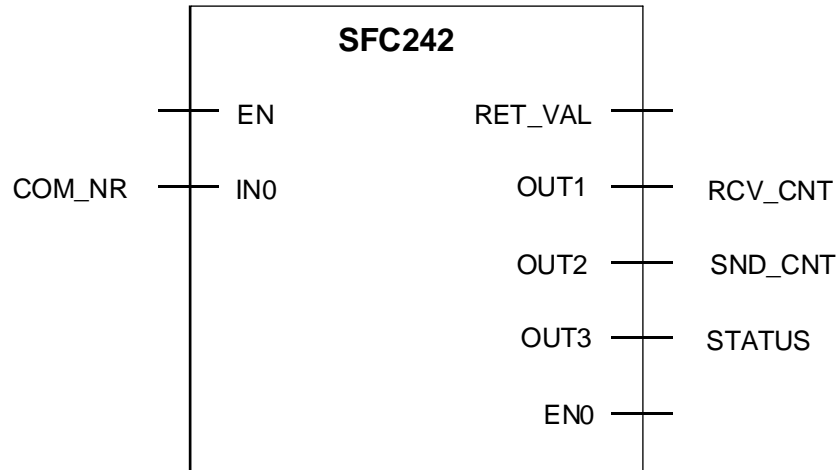 SFC242
EN RET_VAL
COM_NR IN0 OUT1 RCV_CNT
OUT2 SND_CNT
OUT3 STATUS
EN0